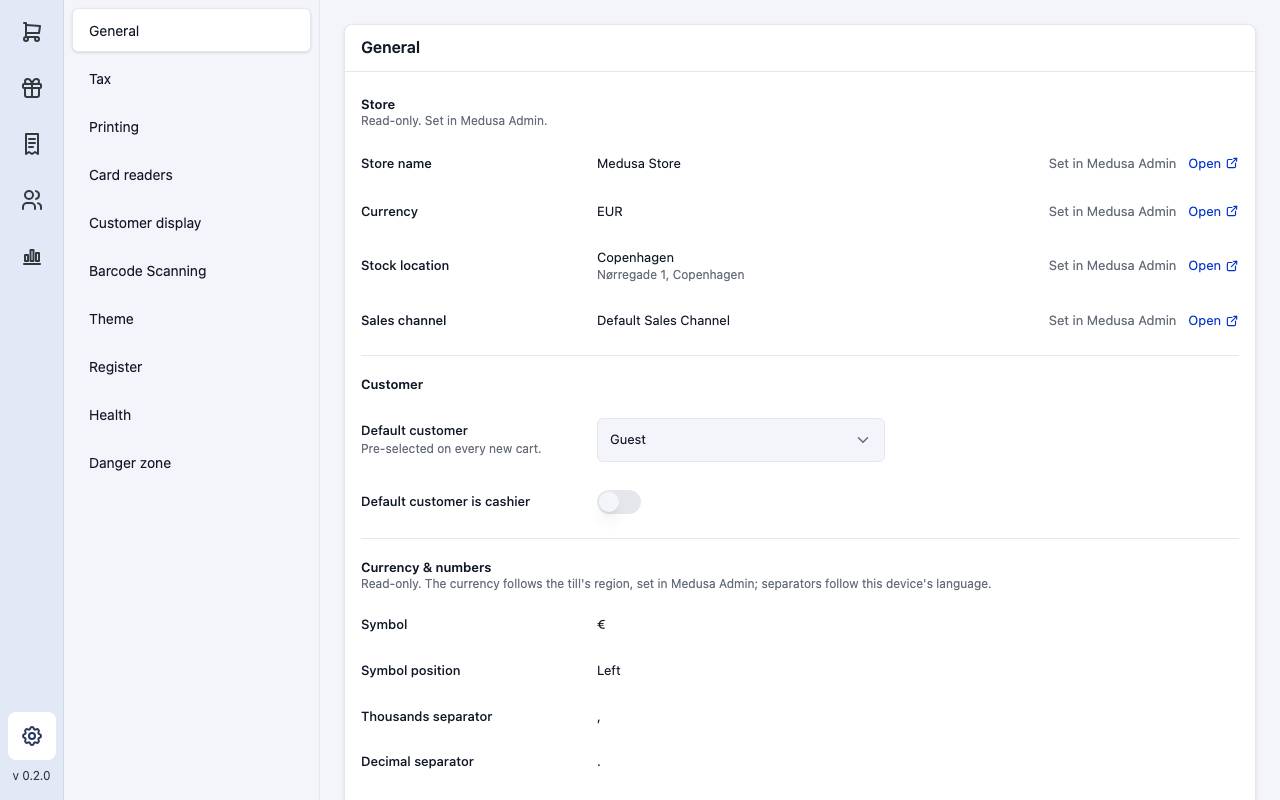 General
Tax
Printing
Card readers
Customer display
Barcode Scanning
Theme
Register
Health
Danger zone
v 0.2.0
General
Store
Read-only. Set in Medusa Admin.
Store name Medusa Store Set in Medusa Admin Open
Currency EUR Set in Medusa Admin Open
Stock location Copenhagen Set in Medusa Admin Open
Nørregade 1, Copenhagen
Sales channel Default Sales Channel Set in Medusa Admin Open
Customer
Default customer Guest
Pre-selected on every new cart.
Default customer is cashier
Currency & numbers
Read-only. The currency follows the till's region, set in Medusa Admin; separators follow this device's language.
Symbol €
Symbol position Left
Thousands separator ,
Decimal separator .